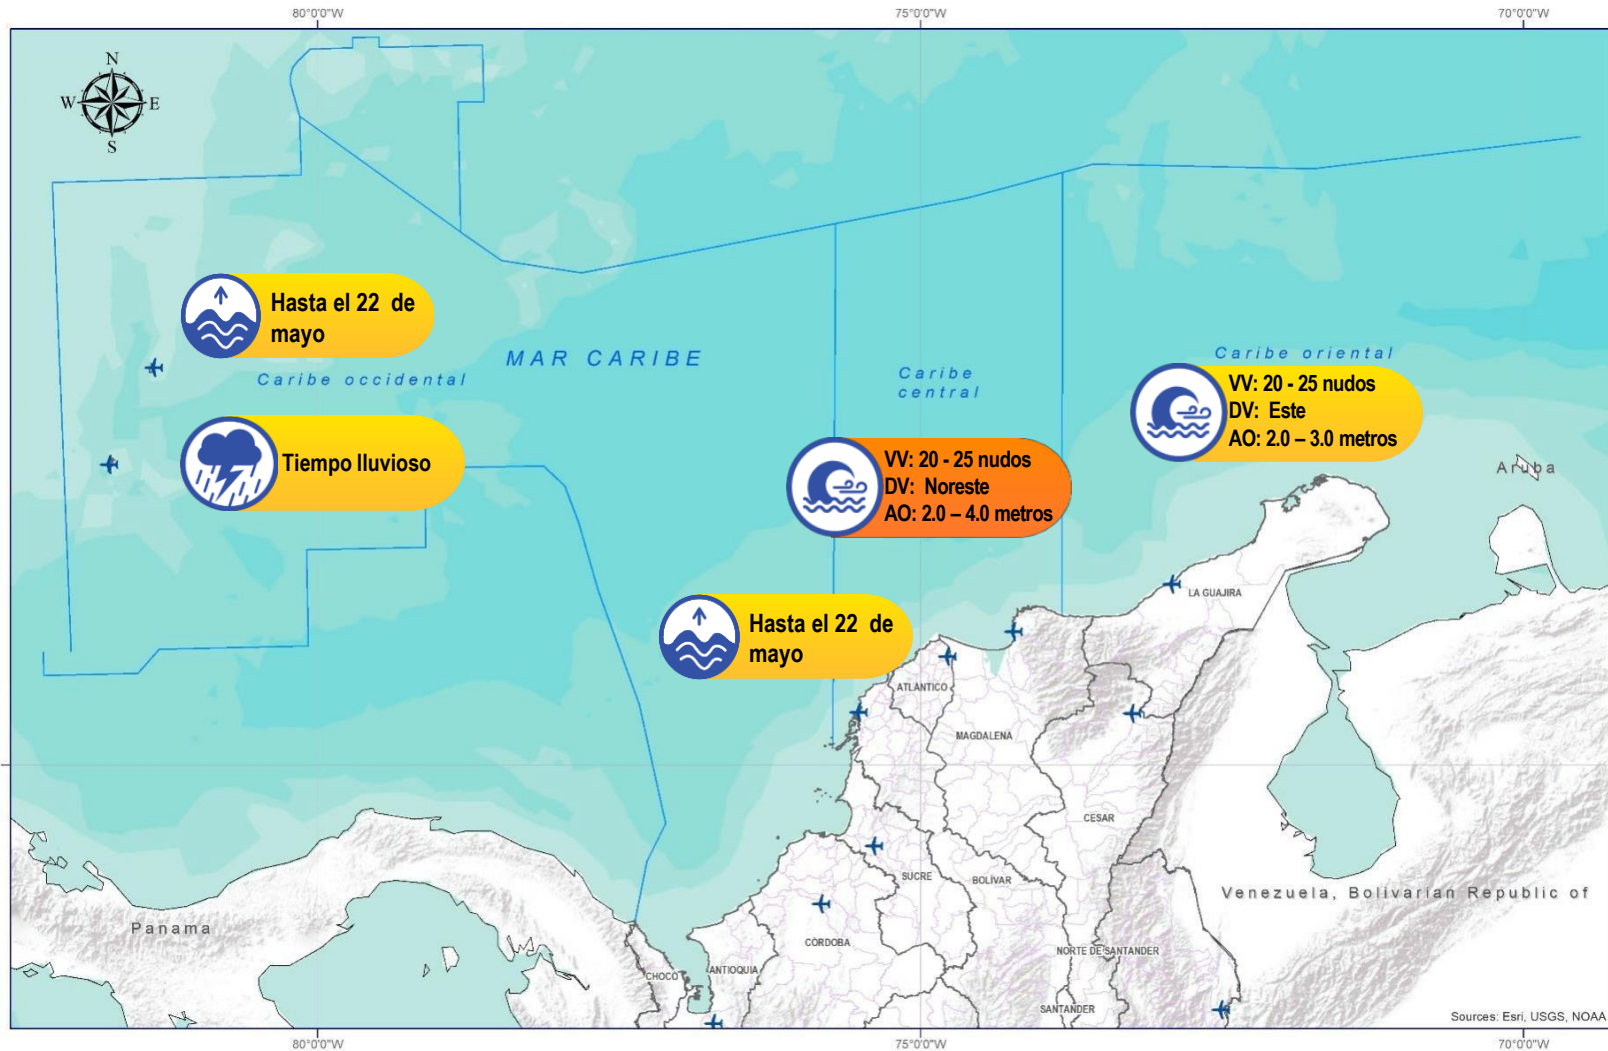 80°0'0"W
75°0'0"W
70°0'0"W
N
W
E
S
Hasta el 22 de
mayo
MAR CARIBE
Caribe occidental
Caribe
central
Caribe oriental
VV: 20 - 25 nudos
DV: Este
AO: 2.0 – 3.0 metros
Tiempo lluvioso
VV: 20 - 25 nudos
DV: Noreste
AO: 2.0 – 4.0 metros
Aruba
LA GUAJIRA
Hasta el 22 de
mayo
ATLÁNTICO
MAGDALENA
CESAR
SUCRE
BOLÍVAR
Venezuela, Bolivarian Republic of
Panama
CÓRDOBA
NORTE DE SANTANDER
CHOCÓ
ANTIOQUIA
SANTANDER
Sources: Esri, USGS, NOAA
80°0'0"W
75°0'0"W
70°0'0"W